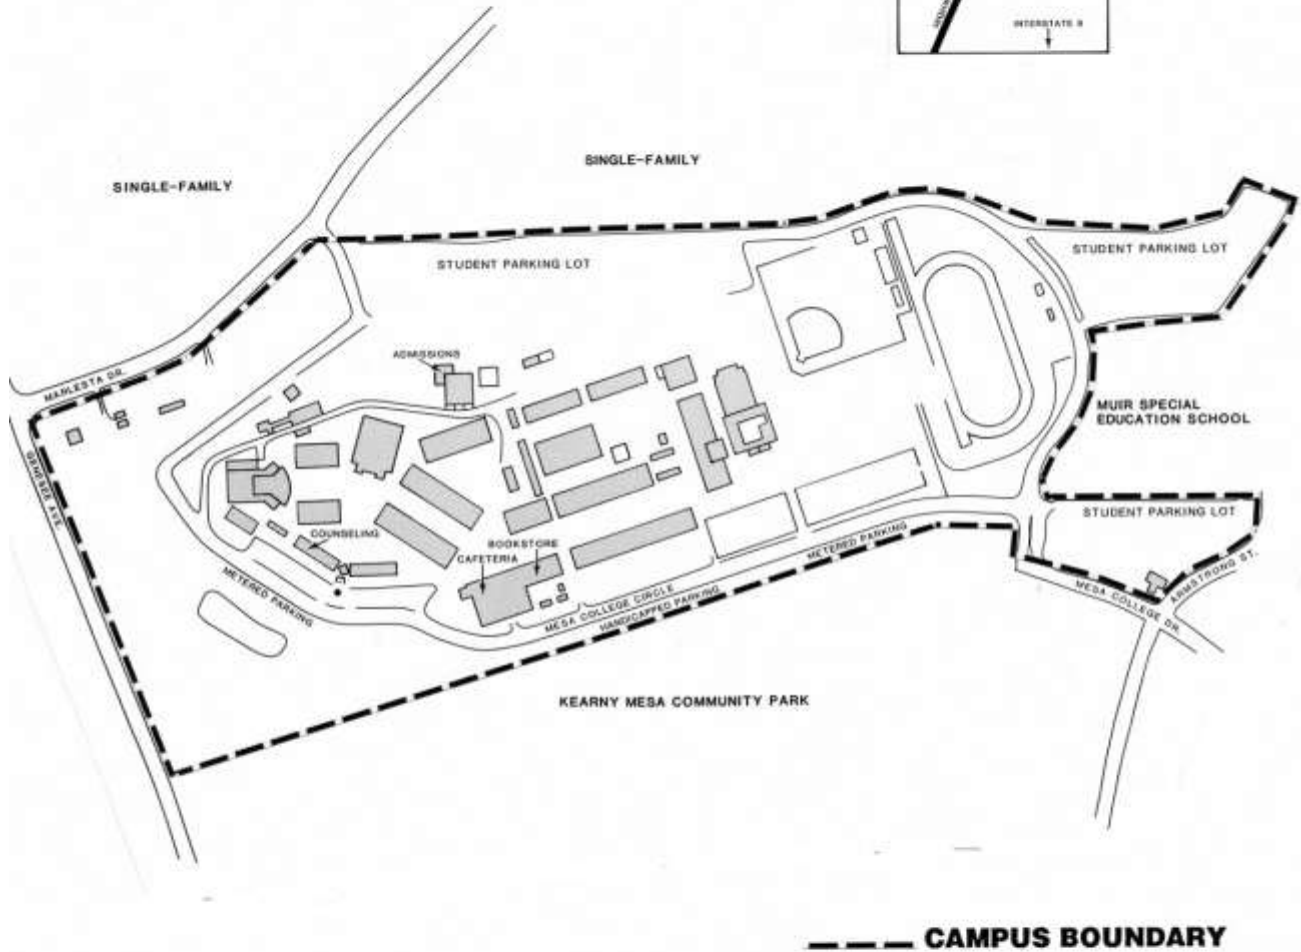 INTERSTATE 8
SINGLE-FAMILY
SINGLE-FAMILY
STUDENT PARKING LOT
STUDENT PARKING LOT
ADMISSIONS
MARLESTA DR.
MUIR SPECIAL
EDUCATION SCHOOL
GENESEE AVE.
STUDENT PARKING LOT
COUNSELING
BOOKSTORE
CAFETERIA
METERED PARKING
METERED PARKING
MESA COLLEGE CIRCLE
HANDICAPPED PARKING
ARMSTRONG ST.
MESA COLLEGE DR.
KEARNY MESA COMMUNITY PARK
CAMPUS BOUNDARY